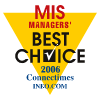 MIS
MANAGERS'
BEST
CHOICE
2006
Connectimes
INFO.COM